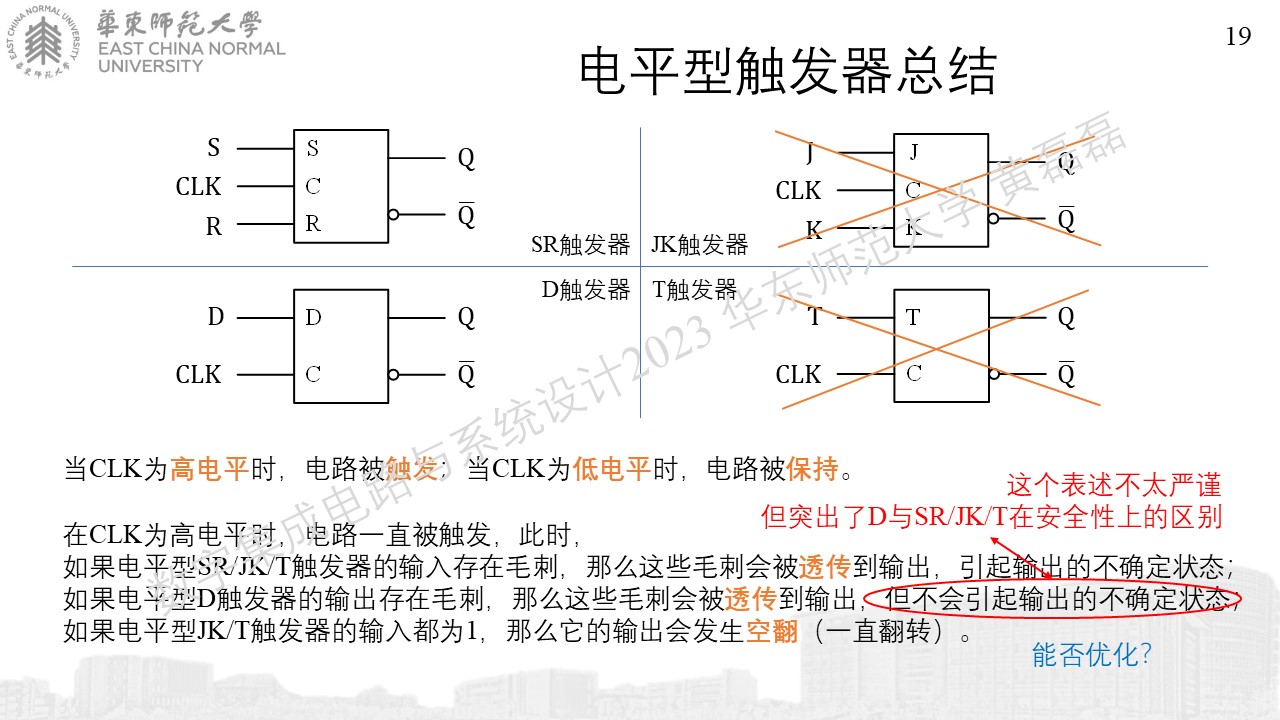 EAST CHINA NORMAL UNIVERSITY
華東師範大學
華東師範大學
EAST CHINA NORMAL
UNIVERSITY
19
电平型触发器总结
S
CLK
R
S
C
R
Q
Q̅
SR触发器
J
CLK
K
J
C
K
Q
Q̅
JK触发器
D
CLK
D
C
Q
Q̅
D触发器
T
CLK
T
C
Q
Q̅
T触发器
当CLK为高电平时，电路被触发；当CLK为低电平时，电路被保持。
这个表述不太严谨
但突出了D与SR/JK/T在安全性上的区别
在CLK为高电平时，电路一直被触发，此时，
如果电平型SR/JK/T触发器的输入存在毛刺，那么这些毛刺会被透传到输出，引起输出的不确定状态；
如果电平型D触发器的输出存在毛刺，那么这些毛刺会被透传到输出，但不会引起输出的不确定状态；
如果电平型JK/T触发器的输入都为1，那么它的输出会发生空翻（一直翻转）。
能否优化？
数字集成电路与系统设计2023 华东师范大学 黄磊磊